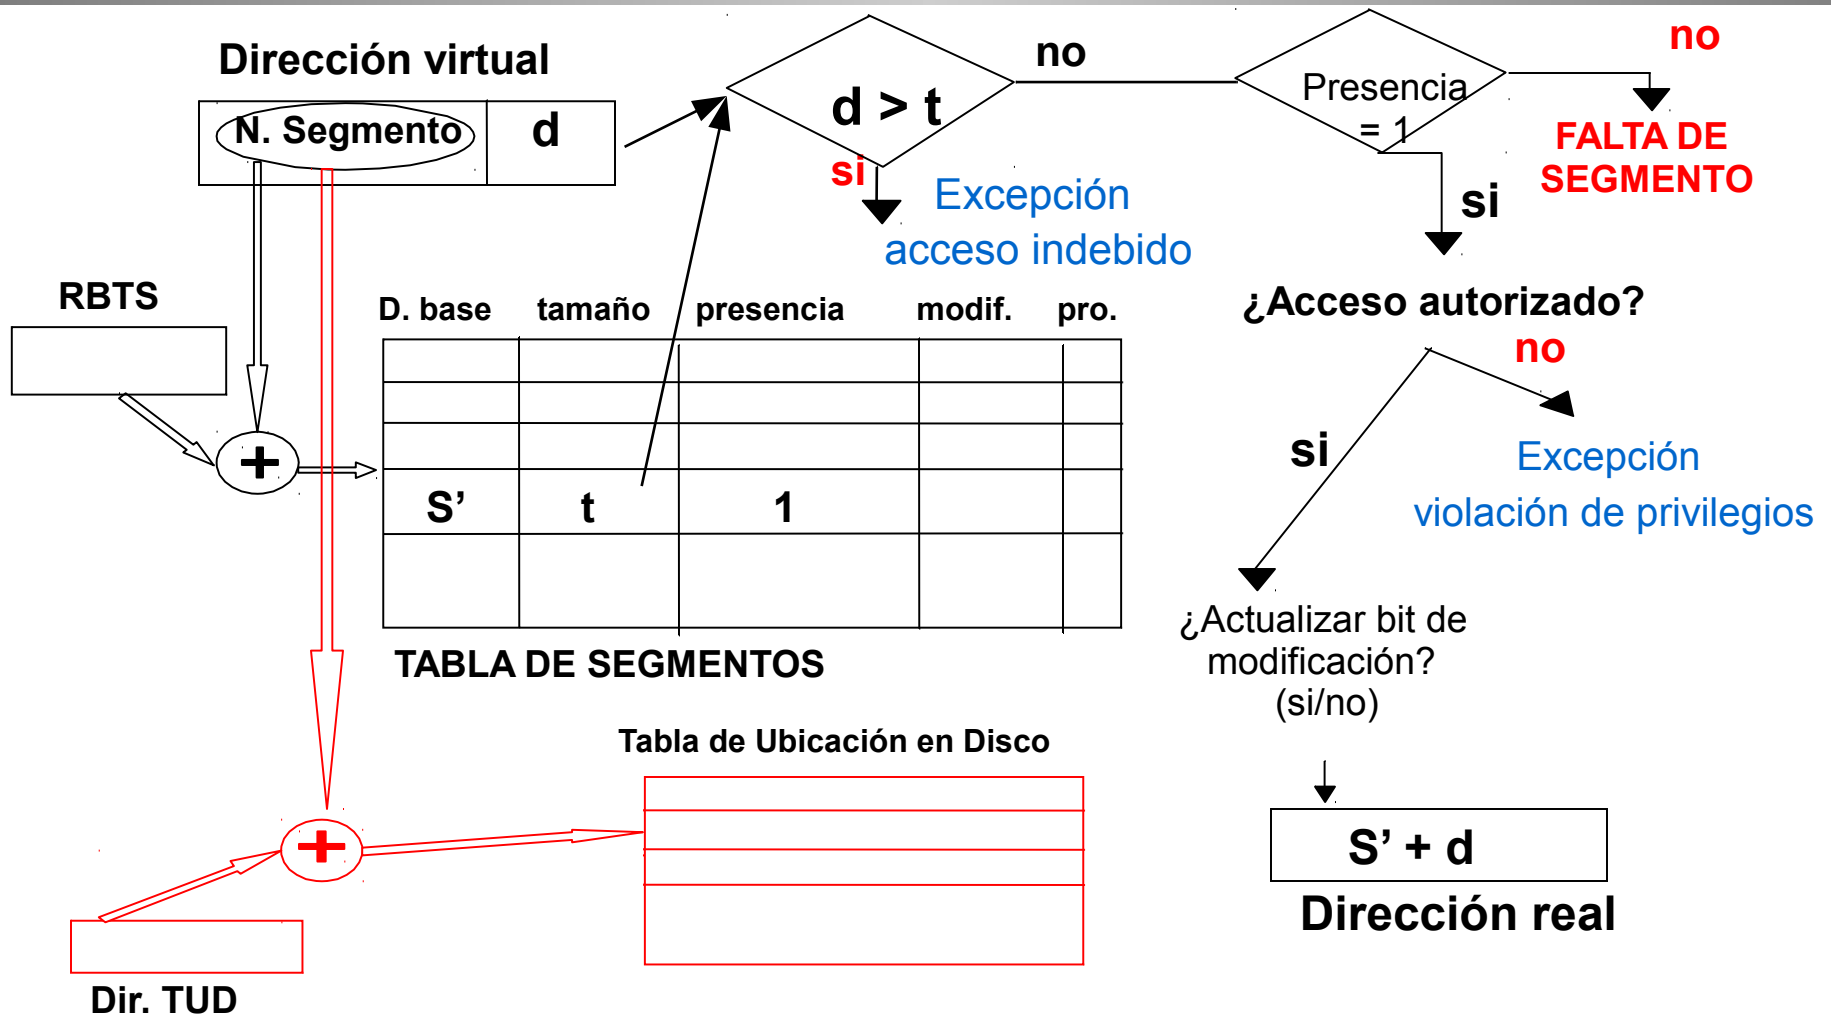 Dirección virtual
N. Segmento
d
d > t
no
si
Excepción
acceso indebido
Presencia
= 1
no
FALTA DE
SEGMENTO
si
RBTS
+
D. base tamaño presencia modif. pro.
S’ t 1
TABLA DE SEGMENTOS
¿Acceso autorizado?
no
si
Excepción
violación de privilegios
¿Actualizar bit de
modificación?
(si/no)
S’ + d
Dirección real
Tabla de Ubicación en Disco
+
Dir. TUD